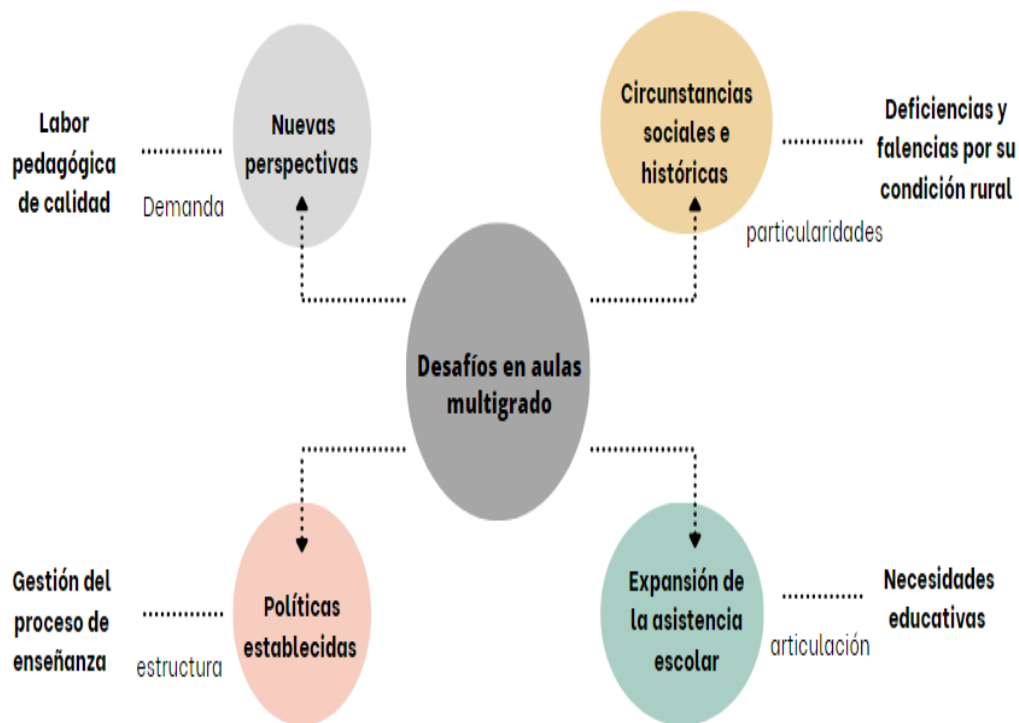 Labor
pedagógica
de calidad
Demanda
Nuevas
perspectivas
Circunstancias
sociales e
históricas
particularidades
Deficiencias y
falencias por su
condición rural
Desafíos en aulas
multigrado
Gestión del
proceso de
enseñanza
estructura
Políticas
establecidas
Expansión de
la asistencia
escolar
articulación
Necesidades
educativas